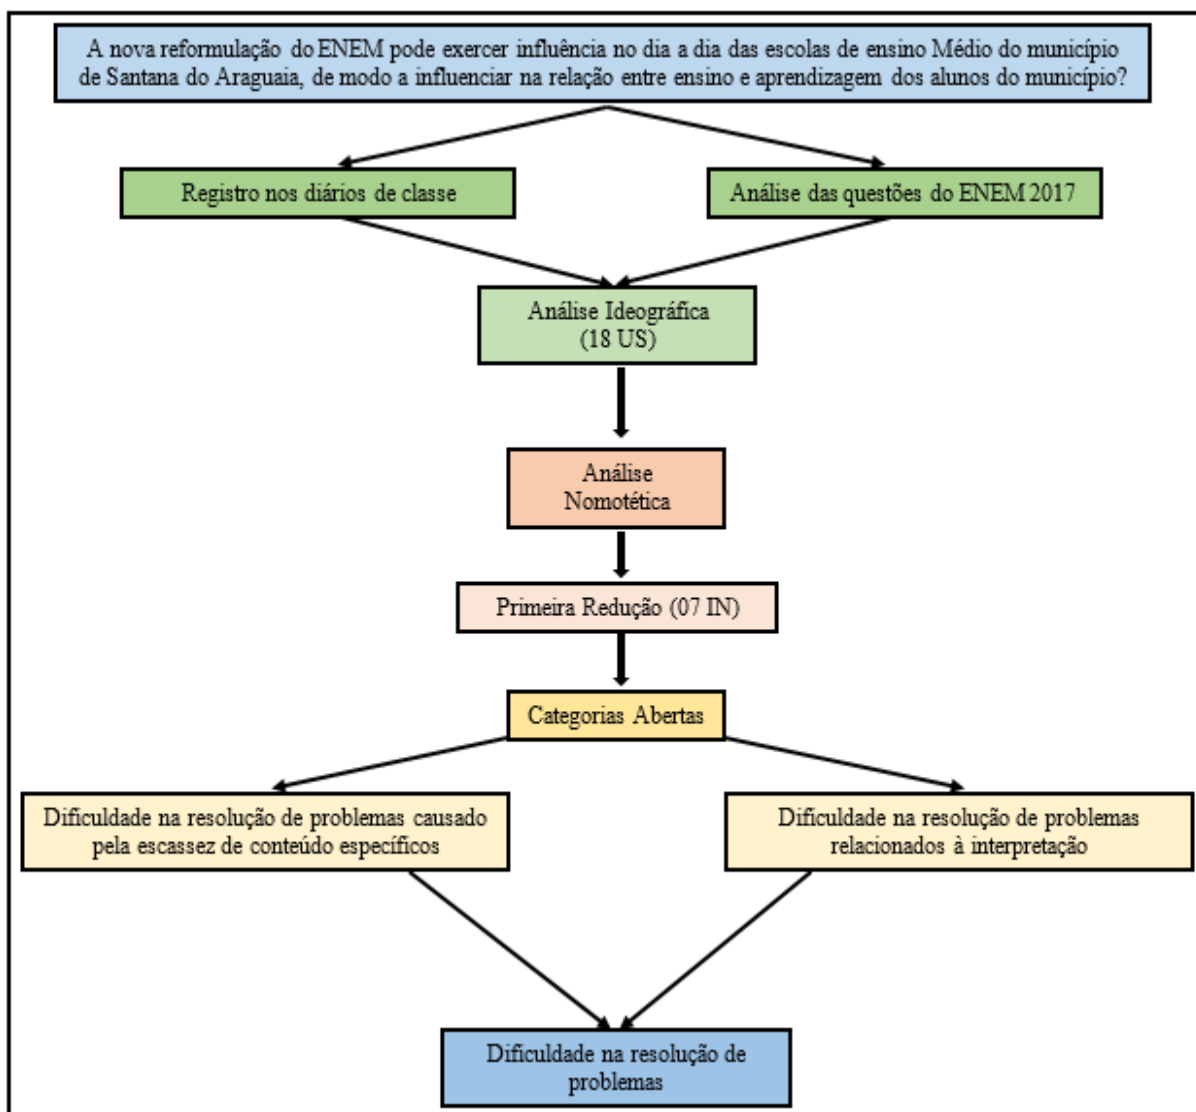 A nova reformulação do ENEM pode exercer influência no dia a dia das escolas de ensino Médio do município
de Santana do Araguaia, de modo a influenciar na relação entre ensino e aprendizagem dos alunos do município?
Registro nos diários de classe
Análise das questões do ENEM 2017
Análise Ideográfica
(18 US)
Análise
Nomotética
Primeira Redução (07 IN)
Categorias Abertas
Dificuldade na resolução de problemas causado
pela escassez de conteúdo específicos
Dificuldade na resolução de problemas
relacionados à interpretação
Dificuldade na resolução de
problemas